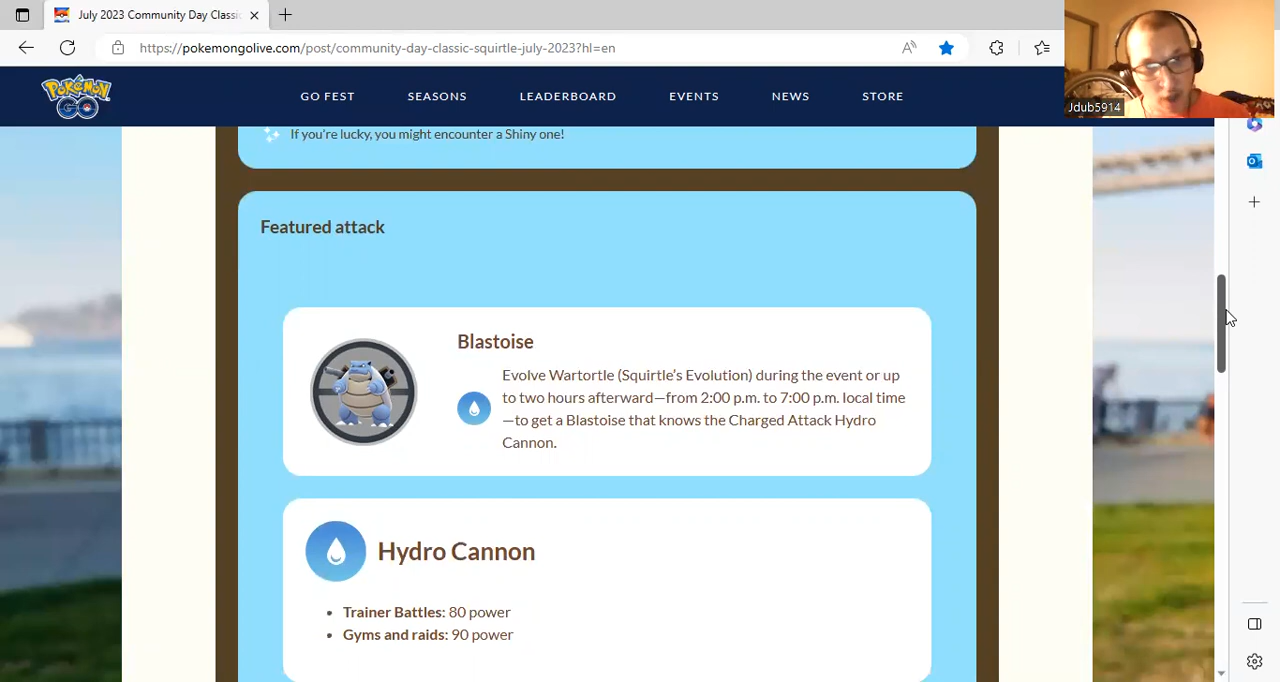 July 2023 Community Day Classic
https://pokemongolive.com/post/community-day-classic-squirtle-july-2023?hl=en
Jdub5914
POKÉMON
GO
GO FEST
SEASONS
LEADERBOARD
EVENTS
NEWS
STORE
If you're lucky, you might encounter a Shiny one!
Featured attack
Blastoise
Evolve Wartortle (Squirtle's Evolution) during the event or up
to two hours afterward—from 2:00 p.m. to 7:00 p.m. local time
—to get a Blastoise that knows the Charged Attack Hydro
Cannon.
Hydro Cannon
• Trainer Battles: 80 power
• Gyms and raids: 90 power